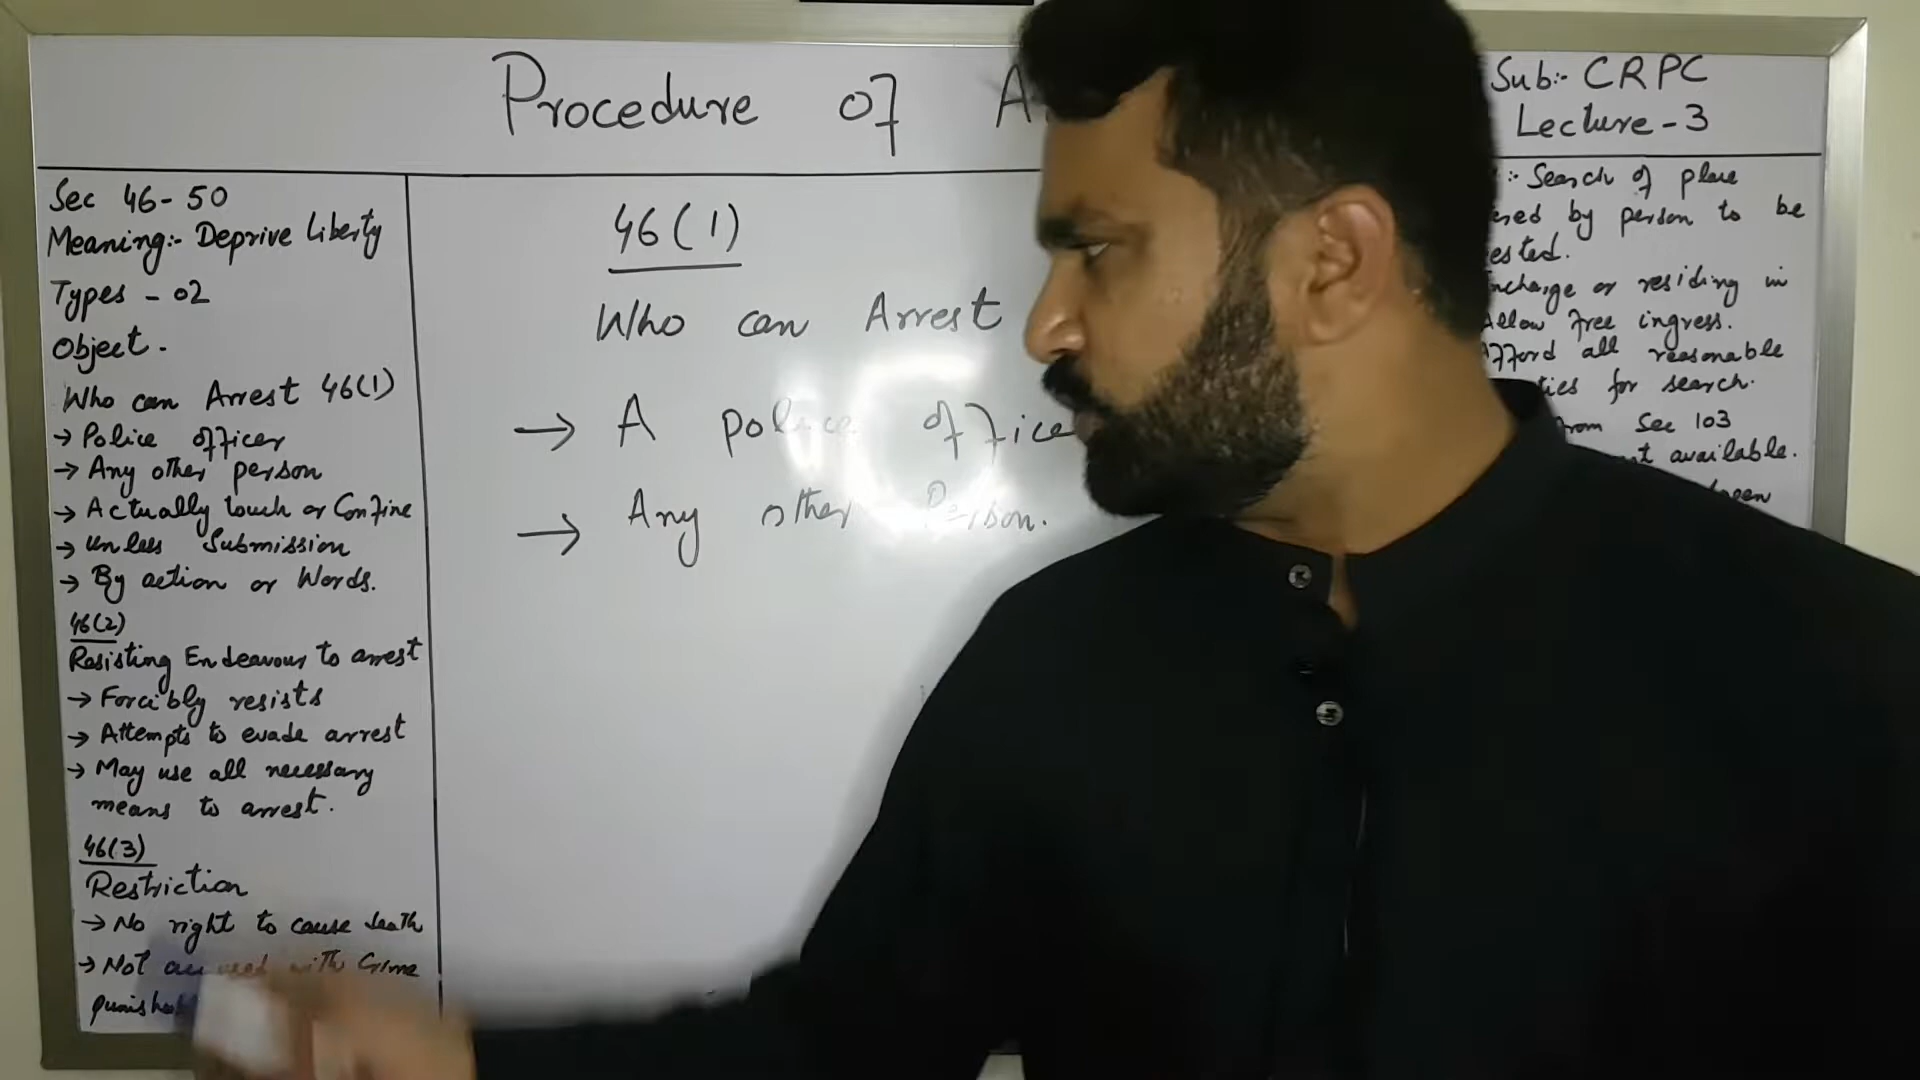 Procedure of
Sub:- CRPC
Lecture - 3
Sec 46 - 50
Meaning:- Deprive Liberty
Types - 02
Object.
Who can Arrest 46(1)
→ Police officer
→ Any other person
→ Actually touch or Confine
→ Unless Submission
→ By action or Words.
46(2)
Resisting Endeavour to arrest
→ Forcibly resists
→ Attempts to evade arrest
→ May use all necessary
means to arrest.
46(3)
Restriction
→ No right to cause death
→ Not accused with Crime
46(1)
Who can Arrest
→ A police office
→ Any other Person.
:- Search of place
ered by person to be
ested.
ncharge or residing in
Allow free ingress.
Afford all reasonable
ties for search.
from Sec 103
available.